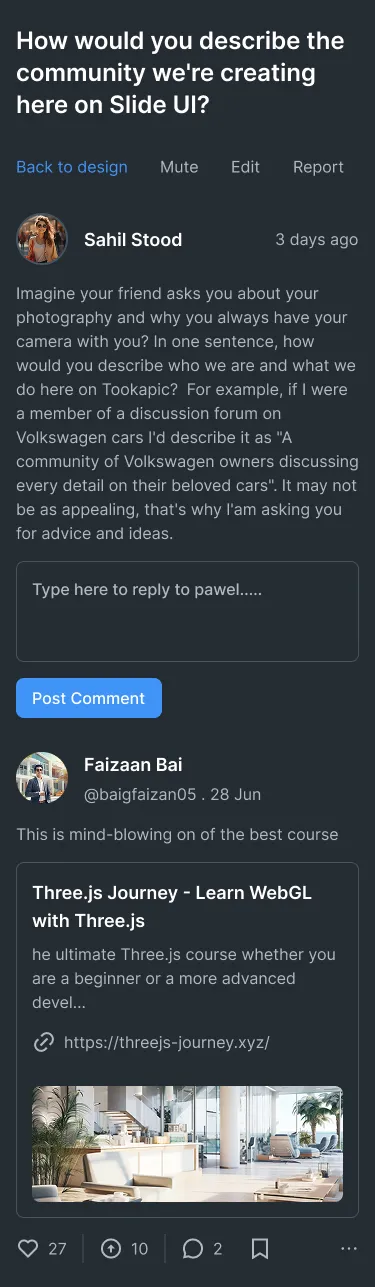 How would you describe the
community we're creating
here on Slide UI?
Back to design Mute Edit Report
Sahil Stood 3 days ago
Imagine your friend asks you about your
photography and why you always have your
camera with you? In one sentence, how
would you describe who we are and what we
do here on Tookapic? For example, if I were
a member of a discussion forum on
Volkswagen cars I'd describe it as "A
community of Volkswagen owners discussing
every detail on their beloved cars". It may not
be as appealing, that's why I'am asking you
for advice and ideas.
Type here to reply to pawel.....
Post Comment
Faizaan Bai
@baigfaizan05 . 28 Jun
This is mind-blowing on of the best course
Three.js Journey - Learn WebGL
with Three.js
he ultimate Three.js course whether you
are a beginner or a more advanced
devel...
https://threejs-journey.xyz/
27 10 2